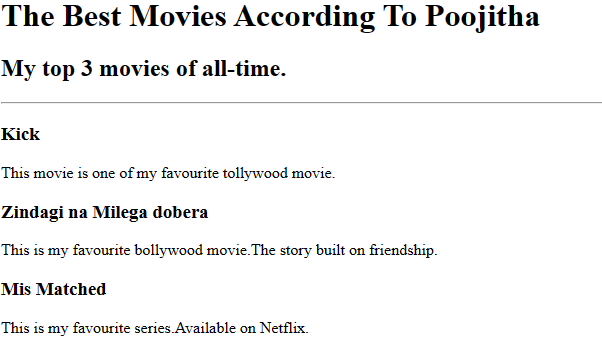 The Best Movies According To Poojitha
My top 3 movies of all-time.
Kick
This movie is one of my favourite tollywood movie.
Zindagi na Milega dobera
This is my favourite bollywood movie.The story built on friendship.
Mis Matched
This is my favourite series.Available on Netflix.